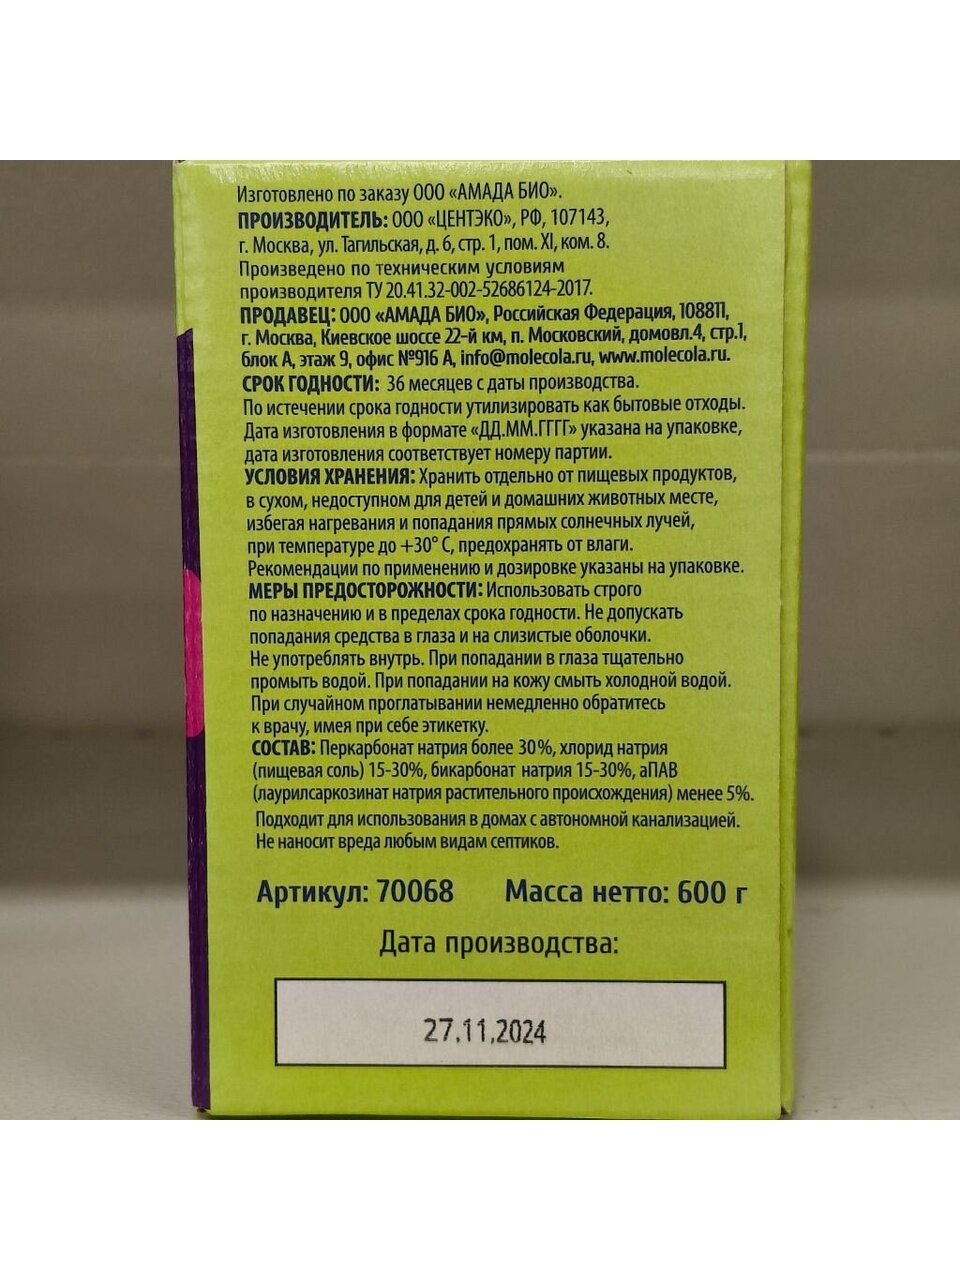 Изготовлено по заказу ООО «АМАДА БИО».
ПРОИЗВОДИТЕЛЬ: ООО «ЦЕНТЭКО», РФ, 107143,
г. Москва, ул. Тагильская, д. 6, стр. 1, пом. XI, ком. 8.
Произведено по техническим условиям
производителя ТУ 20.41.32-002-52686124-2017.
ПРОДАВЕЦ: ООО «АМАДА БИО», Российская Федерация, 108811,
г. Москва, Киевское шоссе 22-й км, п. Московский, домовл.4, стр.1,
блок А, этаж 9, офис №916 А, info@molecola.ru, www.molecola.ru.
СРОК ГОДНОСТИ: 36 месяцев с даты производства.
По истечении срока годности утилизировать как бытовые отходы.
Дата изготовления в формате «ДД.ММ.ГГГГ» указана на упаковке,
дата изготовления соответствует номеру партии.
УСЛОВИЯ ХРАНЕНИЯ: Хранить отдельно от пищевых продуктов,
в сухом, недоступном для детей и домашних животных месте,
избегая нагревания и попадания прямых солнечных лучей,
при температуре до +30° С, предохранять от влаги.
Рекомендации по применению и дозировке указаны на упаковке.
МЕРЫ ПРЕДОСТОРОЖНОСТИ: Использовать строго
по назначению и в пределах срока годности. Не допускать
попадания средства в глаза и на слизистые оболочки.
Не употреблять внутрь. При попадании в глаза тщательно
промыть водой. При попадании на кожу смыть холодной водой.
При случайном проглатывании немедленно обратитесь
к врачу, имея при себе этикетку.
СОСТАВ: Перкарбонат натрия более 30%, хлорид натрия
(пищевая соль) 15-30%, бикарбонат натрия 15-30%, аПАВ
(лаурилсаркозинат натрия растительного происхождения) менее 5%.
Подходит для использования в домах с автономной канализацией.
Не наносит вреда любым видам септиков.
Артикул: 70068 Масса нетто: 600 г
Дата производства:
27.11.2024